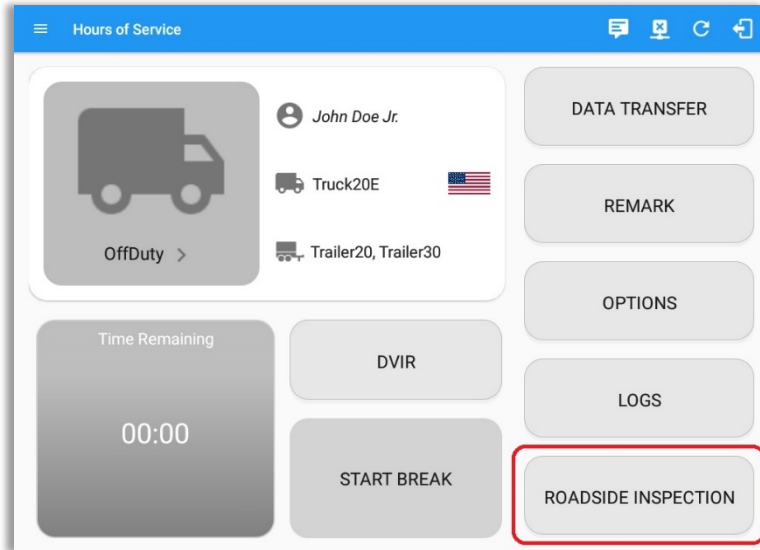 Hours of Service
John Doe Jr.
Truck20E
OffDuty >
Trailer20, Trailer30
Time Remaining
00:00
DVIR
START BREAK
DATA TRANSFER
REMARK
OPTIONS
LOGS
ROADSIDE INSPECTION